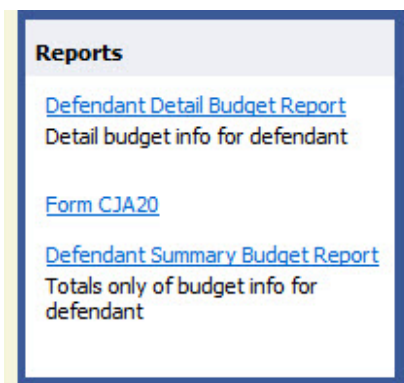 Reports
Defendant Detail Budget Report
Detail budget info for defendant
Form CJA20
Defendant Summary Budget Report
Totals only of budget info for
defendant